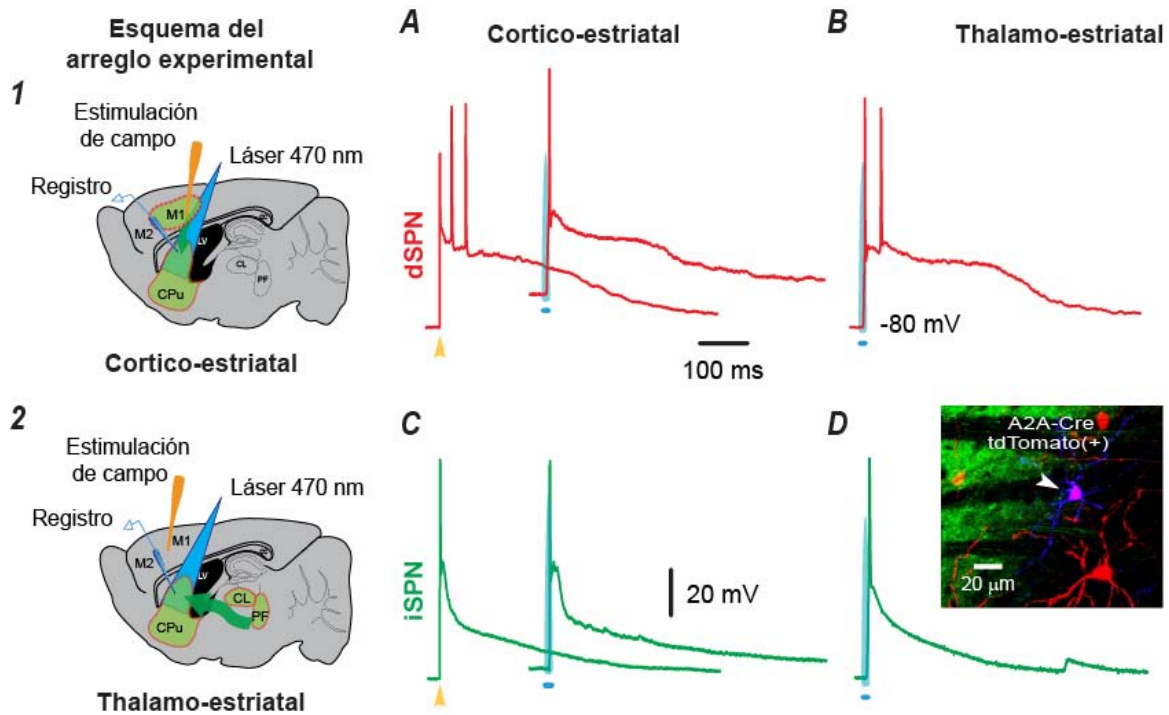 Esquema del
arreglo experimental
1
Estimulación
de campo
Láser 470 nm
Registro
M1
M2
LV
CL
PF
CPu
Cortico-estriatal
2
Estimulación
de campo
Láser 470 nm
Registro
M1
M2
LV
CL
PF
CPu
Thalamo-estriatal
A
Cortico-estriatal
B
Thalamo-estriatal
dSPN
-80 mV
100 ms
C
D
A2A-Cre
tdTomato(+)
20 µm
iSPN
20 mV